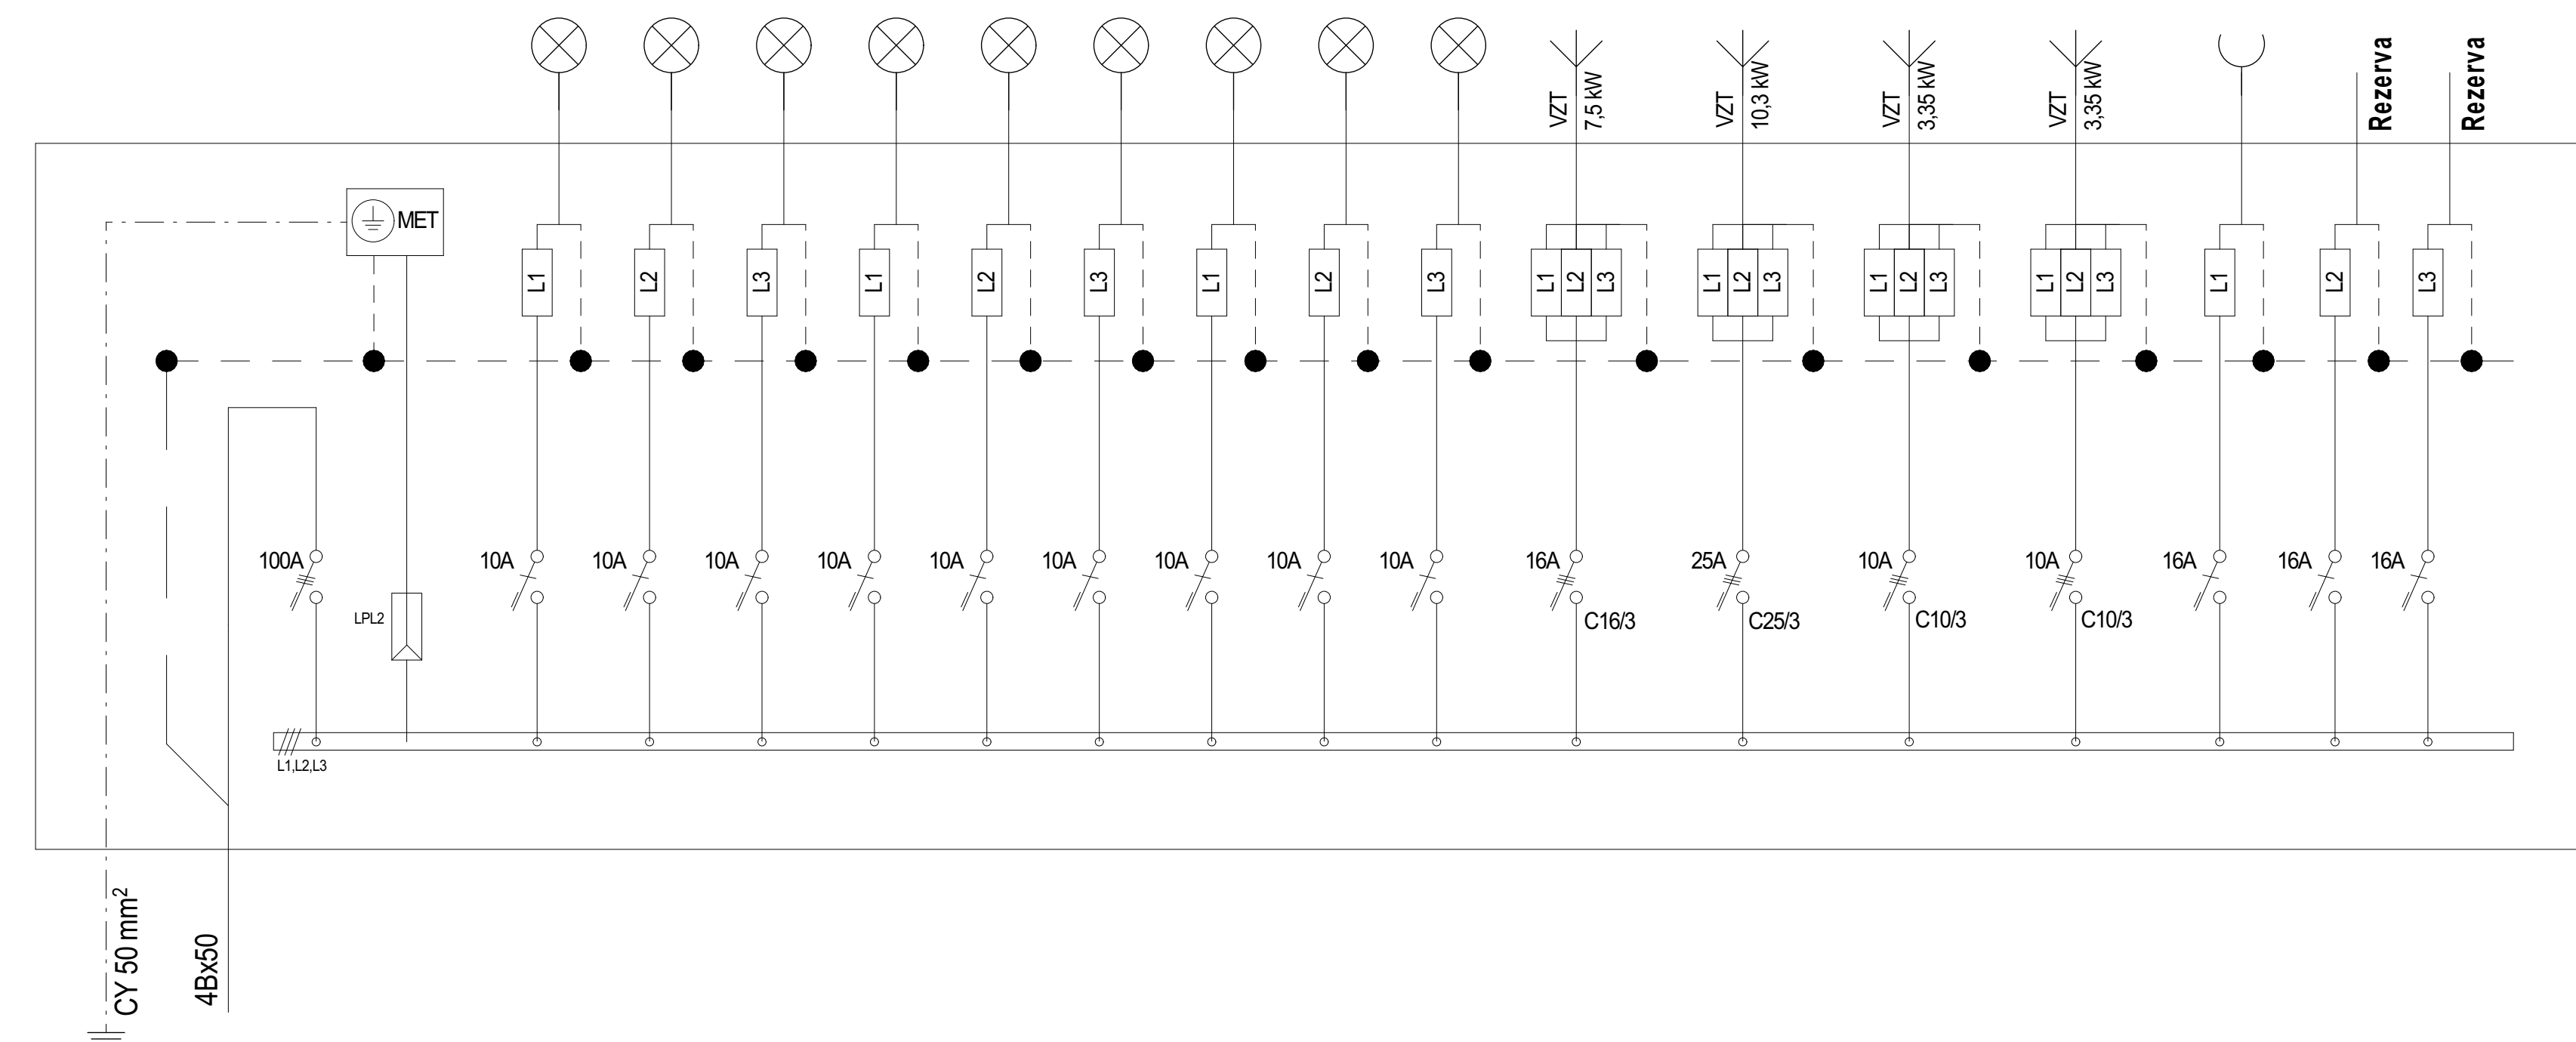 VZT
7,5 kW
VZT
10,3 kW
VZT
3,35 kW
VZT
3,35 kW
Rezerva
Rezerva
MET
L1
L2
L3
L1
L2
L3
L1
L2
L3
L1 L2 L3
L1 L2 L3
L1 L2 L3
L1 L2 L3
L1
L2
L3
100A
10A
10A
10A
10A
10A
10A
10A
10A
10A
16A
25A
10A
10A
16A
16A
16A
LPL2
C16/3
C25/3
C10/3
C10/3
L1,L2,L3
CY 50 mm²
4Bx50